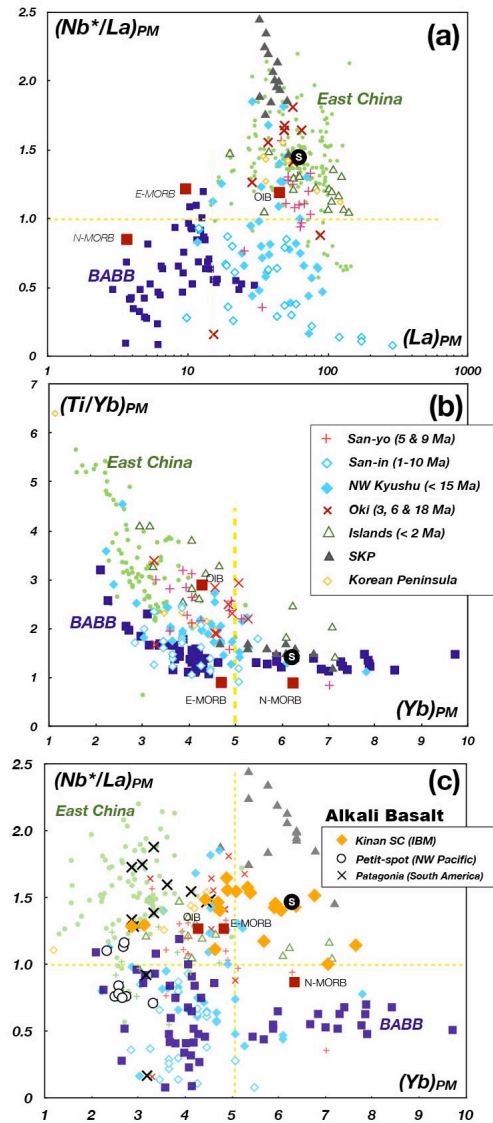 (Nb*/La)PM
(a)
2.5
2.0
1.5
1.0
0.5
0
East China
S
E-MORB
OIB
N-MORB
BABB
(La)PM
1
10
100
1000
(Ti/Yb)PM
(b)
7
6
5
4
3
2
1
0
East China
San-yo (5 & 9 Ma)
San-in (1-10 Ma)
NW Kyushu (< 15 Ma)
Oki (3, 6 & 18 Ma)
Islands (< 2 Ma)
SKP
Korean Peninsula
OIB
BABB
S
E-MORB
N-MORB
(Yb)PM
1 2 3 4 5 6 7 8 9 10
(Nb*/La)PM
(c)
2.5
2.0
1.5
1.0
0.5
0
East China
Alkali Basalt
Kinan SC (IBM)
Petit-spot (NW Pacific)
Patagonia (South America)
S
OIB
E-MORB
N-MORB
BABB
(Yb)PM
1 2 3 4 5 6 7 8 9 10